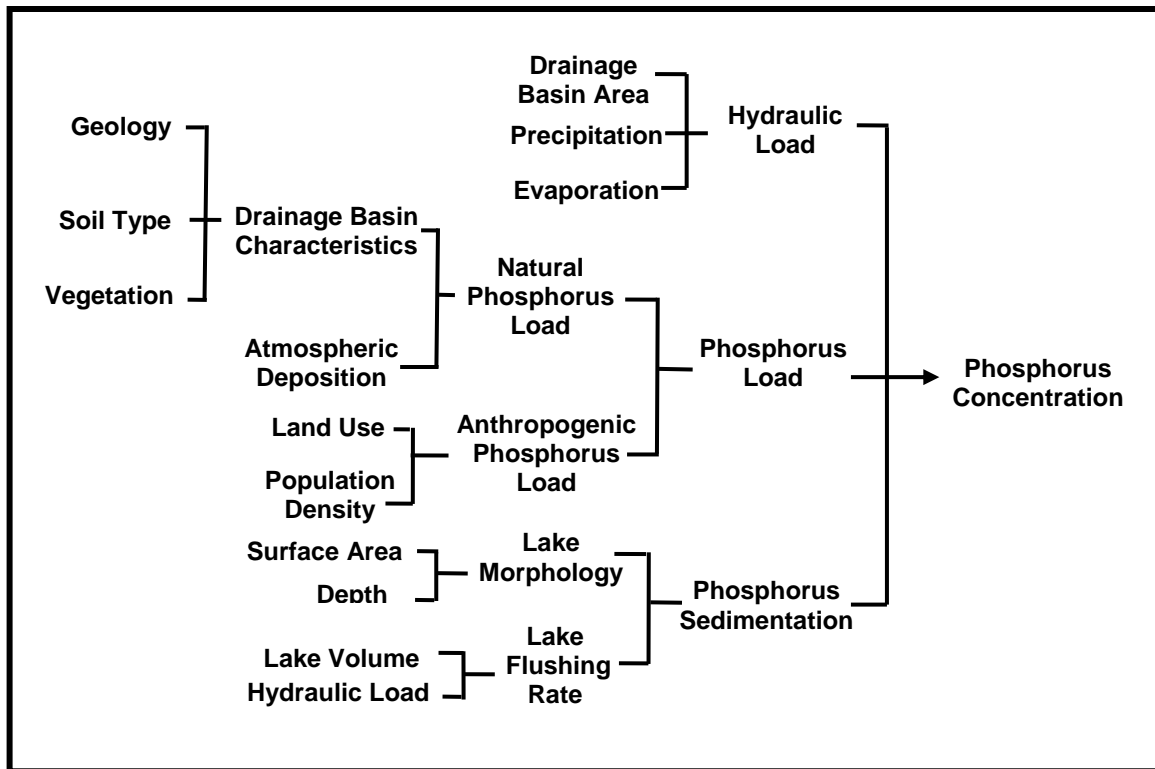 Drainage
Basin Area
Precipitation
Evaporation
Hydraulic
Load
Geology
Soil Type
Vegetation
Drainage Basin
Characteristics
Atmospheric
Deposition
Natural
Phosphorus
Load
Land Use
Population
Density
Anthropogenic
Phosphorus
Load
Phosphorus
Load
Surface Area
Depth
Lake
Morphology
Lake Volume
Hydraulic Load
Lake
Flushing
Rate
Phosphorus
Sedimentation
Phosphorus
Concentration